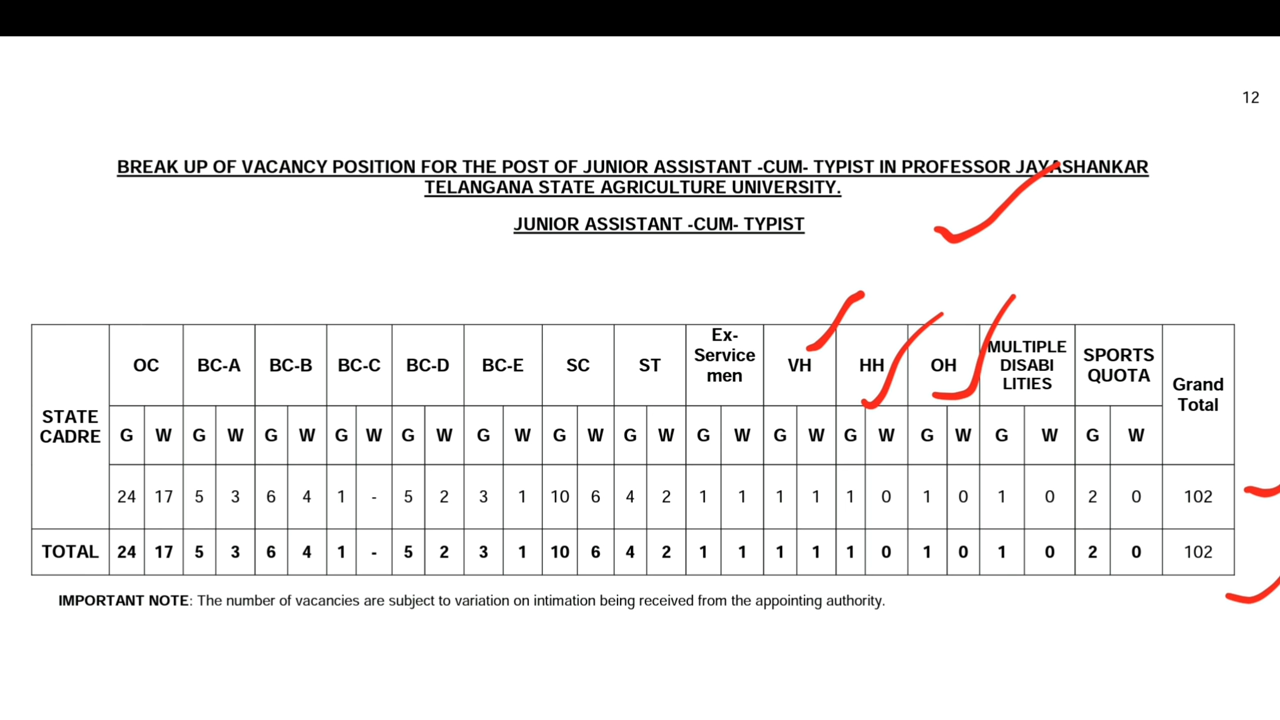 12
BREAK UP OF VACANCY POSITION FOR THE POST OF JUNIOR ASSISTANT -CUM- TYPIST IN PROFESSOR JAYASHANKAR
TELANGANA STATE AGRICULTURE UNIVERSITY.
JUNIOR ASSISTANT -CUM- TYPIST
STATE CADRE OC BC-A BC-B BC-C BC-D BC-E SC ST Ex-Service men VH HH OH MULTIPLE DISABI LITIES SPORTS QUOTA Grand Total
G W G W G W G W G W G W G W G W G W G W G W G W G W G W
24 17 5 3 6 4 1 - 5 2 3 1 10 6 4 2 1 1 1 1 1 0 1 0 1 0 2 0 102
TOTAL 24 17 5 3 6 4 1 - 5 2 3 1 10 6 4 2 1 1 1 1 1 0 1 0 1 0 2 0 102
IMPORTANT NOTE: The number of vacancies are subject to variation on intimation being received from the appointing authority.